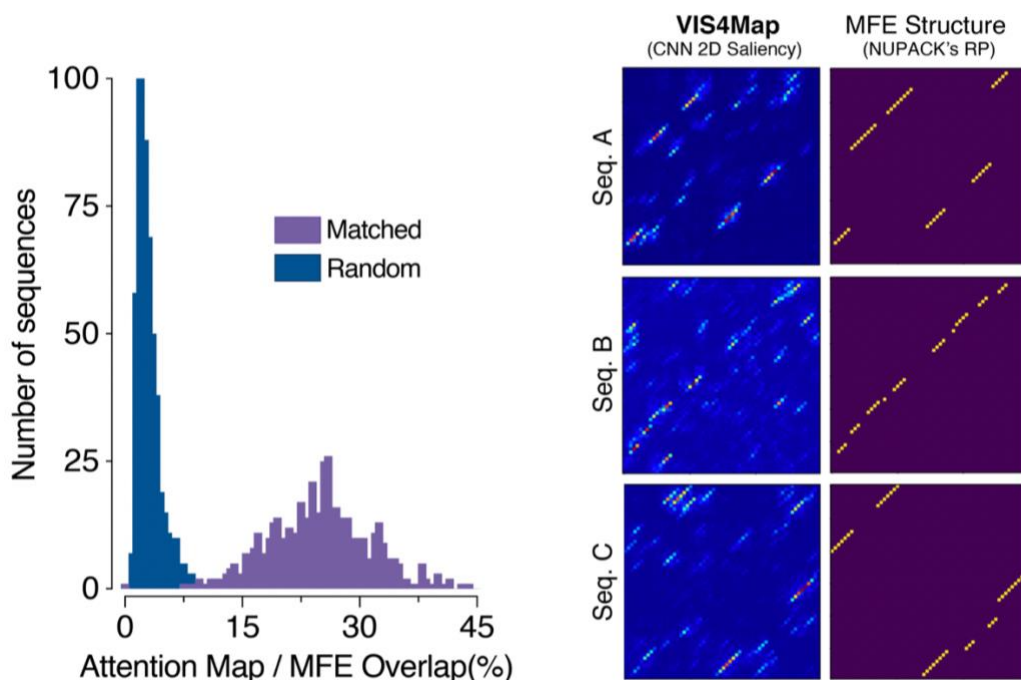 100
75
50
25
0
Number of sequences
Matched
Random
0 15 30 45
Attention Map / MFE Overlap(%)
VIS4Map
(CNN 2D Saliency)
MFE Structure
(NUPACK's RP)
Seq. A
Seq. B
Seq. C